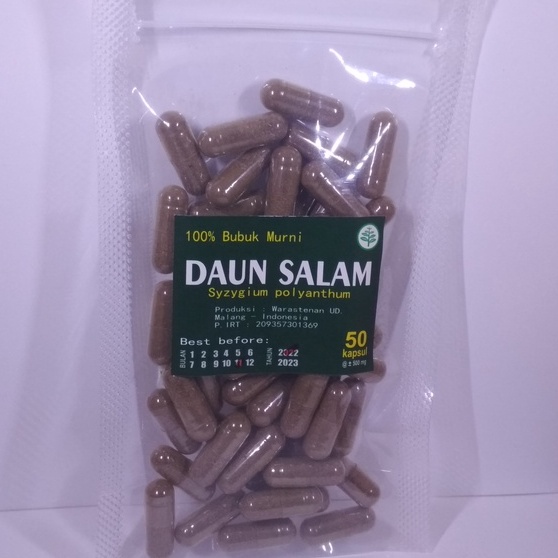 100% Bubuk Murni
DAUN SALAM
Syzygium polyanthum
Produksi : Warastenan UD.
Malang - Indonesia
P. IRT : 209357301369
Best before:
BULAN 1 2 3 4 5 6 TAHUN 2022
7 8 9 10 11 12 2023
50
kapsul
@ ± 500 mg